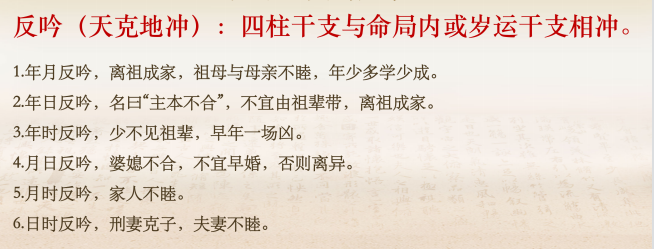 反吟（天克地冲）：四柱干支与命局内或岁运干支相冲。
1.年月反吟，离祖成家，祖母与母亲不睦，年少多学少成。
2.年日反吟，名曰“主本不合”，不宜由祖辈带，离祖成家。
3.年时反吟，少不见祖辈，早年一场凶。
4.月日反吟，婆媳不合，不宜早婚，否则离异。
5.月时反吟，家人不睦。
6.日时反吟，刑妻克子，夫妻不睦。